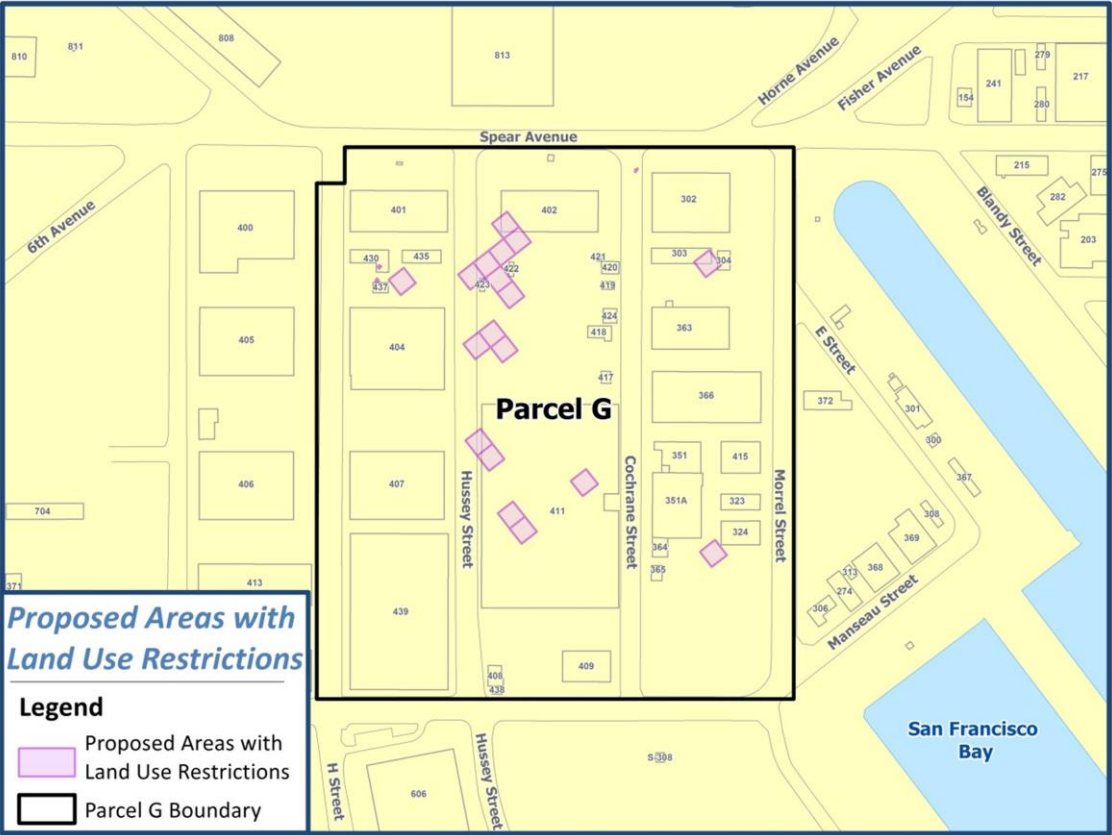 808
811
810
813
Horne Avenue
Fisher Avenue
279
241
217
154
280
Spear Avenue
215
275
282
Blandy Street
203
6th Avenue
400
401
402
302
430
435
421
303
304
422
420
437
423
419
424
418
405
404
363
E Street
417
366
372
301
Parcel G
300
351
415
367
406
407
Hussey Street
411
Cochrane Street
351A
323
Morrel Street
704
324
308
369
364
365
313
368
371
413
274
306
Manseau Street
439
409
408
438
San Francisco
Bay
S-308
H Street
606
Hussey Street
Proposed Areas with
Land Use Restrictions
Legend
Proposed Areas with
Land Use Restrictions
Parcel G Boundary